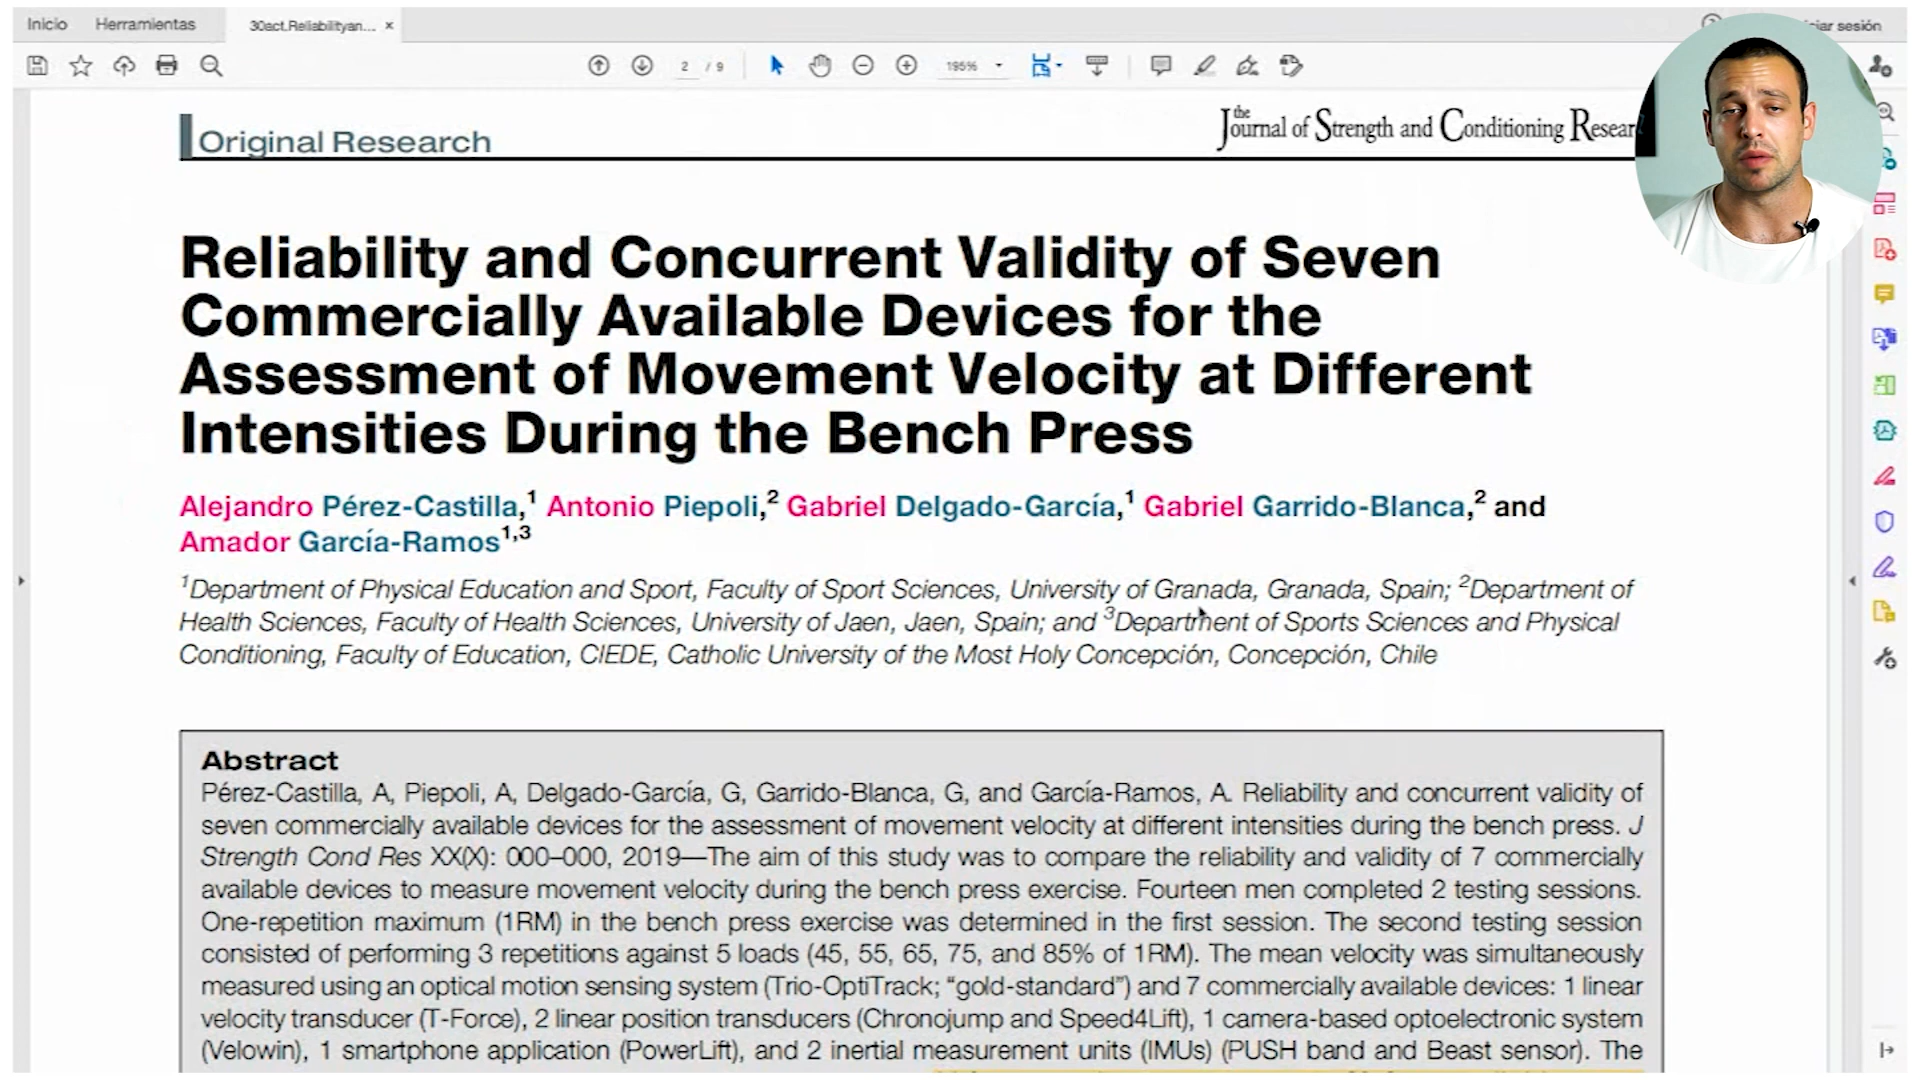 Inicio Herramientas 30act.Reliabilityan... × iar sesión
2 / 9 195%
Original Research the Journal of Strength and Conditioning Resear
Reliability and Concurrent Validity of Seven
Commercially Available Devices for the
Assessment of Movement Velocity at Different
Intensities During the Bench Press
Alejandro Pérez-Castilla,1 Antonio Piepoli,2 Gabriel Delgado-García,1 Gabriel Garrido-Blanca,2 and
Amador García-Ramos1,3
1Department of Physical Education and Sport, Faculty of Sport Sciences, University of Granada, Granada, Spain; 2Department of
Health Sciences, Faculty of Health Sciences, University of Jaen, Jaen, Spain; and 3Department of Sports Sciences and Physical
Conditioning, Faculty of Education, CIEDE, Catholic University of the Most Holy Concepción, Concepción, Chile
Abstract
Pérez-Castilla, A, Piepoli, A, Delgado-García, G, Garrido-Blanca, G, and García-Ramos, A. Reliability and concurrent validity of
seven commercially available devices for the assessment of movement velocity at different intensities during the bench press. J
Strength Cond Res XX(X): 000–000, 2019—The aim of this study was to compare the reliability and validity of 7 commercially
available devices to measure movement velocity during the bench press exercise. Fourteen men completed 2 testing sessions.
One-repetition maximum (1RM) in the bench press exercise was determined in the first session. The second testing session
consisted of performing 3 repetitions against 5 loads (45, 55, 65, 75, and 85% of 1RM). The mean velocity was simultaneously
measured using an optical motion sensing system (Trio-OptiTrack; “gold-standard”) and 7 commercially available devices: 1 linear
velocity transducer (T-Force), 2 linear position transducers (Chronojump and Speed4Lift), 1 camera-based optoelectronic system
(Velowin), 1 smartphone application (PowerLift), and 2 inertial measurement units (IMUs) (PUSH band and Beast sensor). The